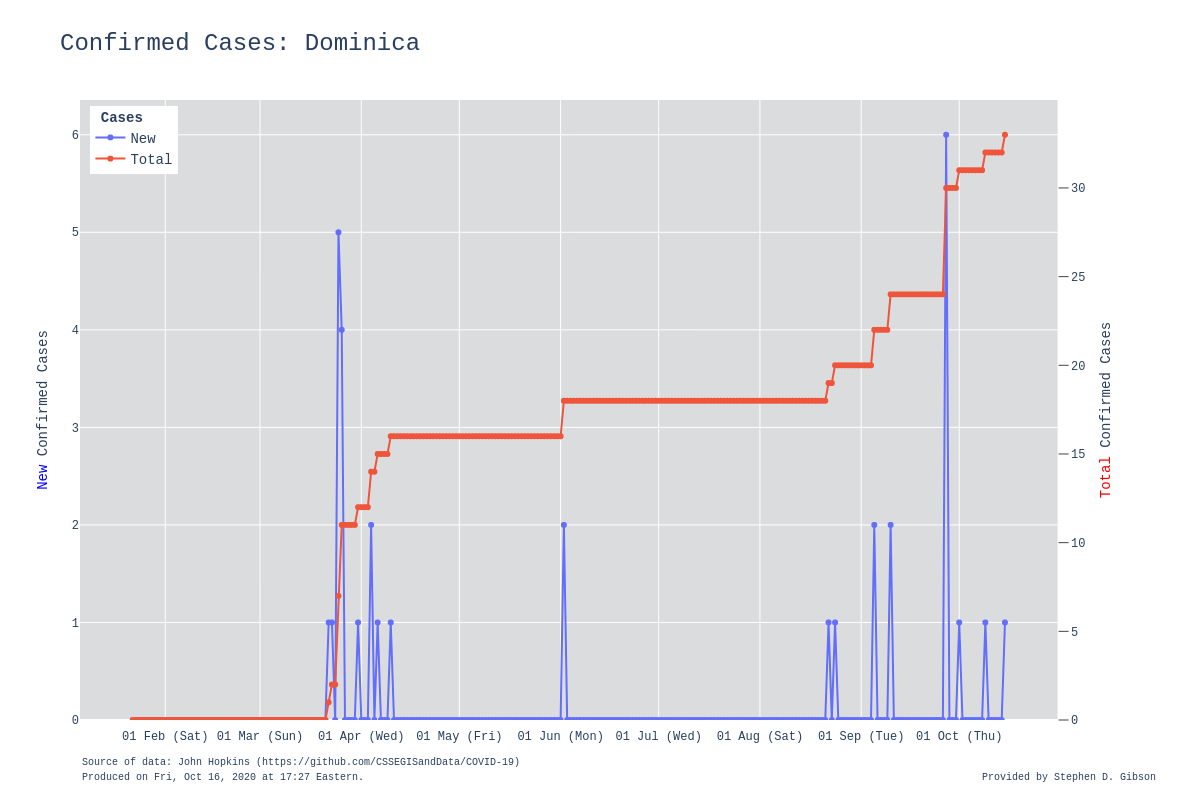 Confirmed Cases: Dominica
Cases
New
Total
6
5
4
3
2
1
0
New Confirmed Cases
30
25
20
15
10
5
0
Total Confirmed Cases
01 Feb (Sat) 01 Mar (Sun) 01 Apr (Wed) 01 May (Fri) 01 Jun (Mon) 01 Jul (Wed) 01 Aug (Sat) 01 Sep (Tue) 01 Oct (Thu)
Source of data: John Hopkins (https://github.com/CSSEGISandData/COVID-19)
Produced on Fri, Oct 16, 2020 at 17:27 Eastern.
Provided by Stephen D. Gibson